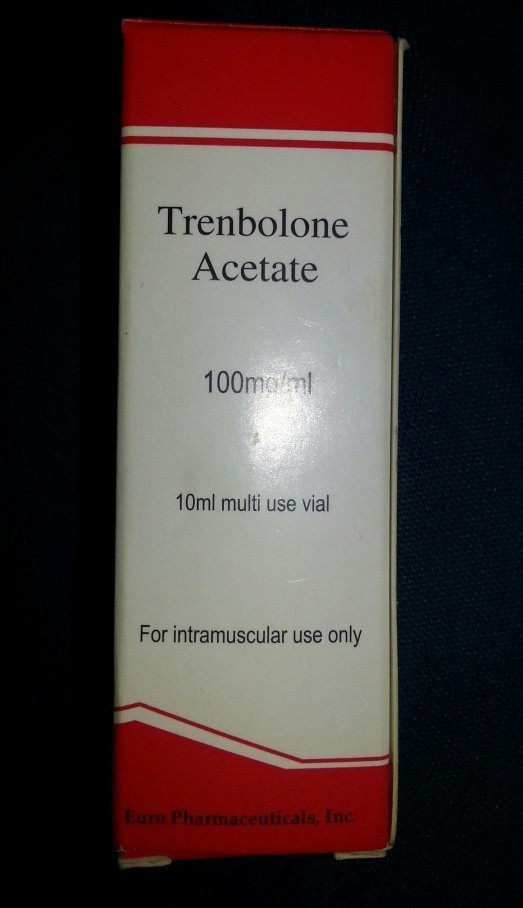 Trenbolone
Acetate
100mg/ml
10ml multi use vial
For intramuscular use only
Euro Pharmaceuticals, Inc.